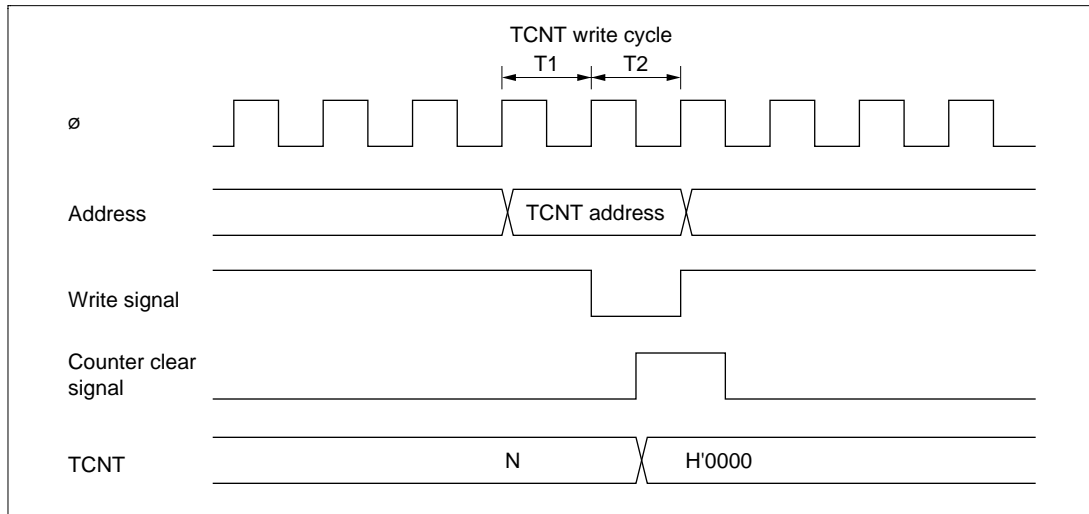 TCNT write cycle
T1 T2
ø
Address
TCNT address
Write signal
Counter clear
signal
TCNT
N
H'0000